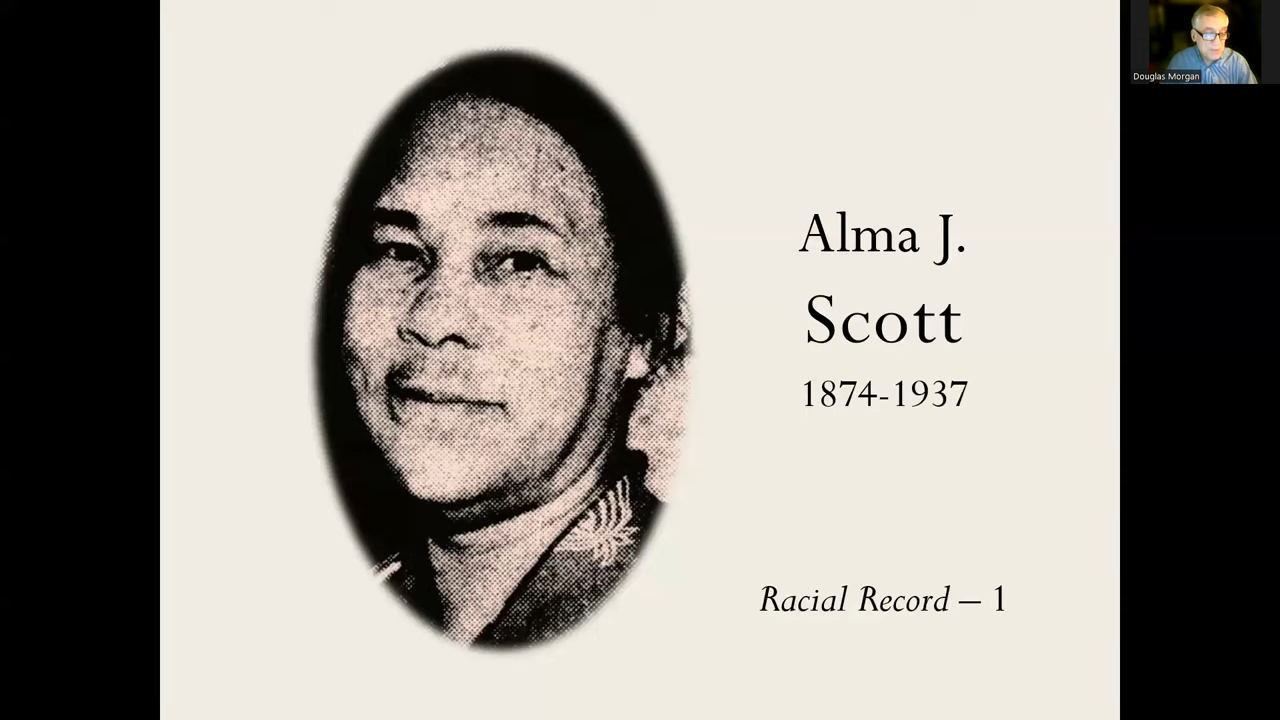 Alma J.
Scott
1874-1937
Racial Record – 1
Douglas Morgan